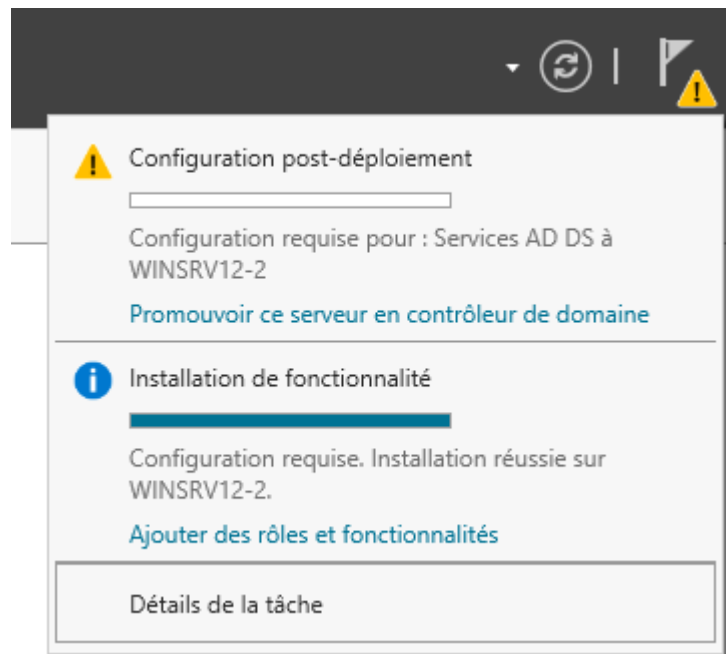 Configuration post-déploiement
Configuration requise pour : Services AD DS à
WINSRV12-2
Promouvoir ce serveur en contrôleur de domaine
Installation de fonctionnalité
Configuration requise. Installation réussie sur
WINSRV12-2.
Ajouter des rôles et fonctionnalités
Détails de la tâche